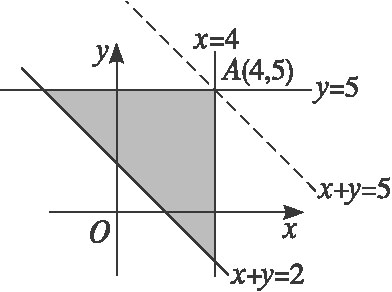 x=4
y
A(4,5)
y=5
x+y=5
O
x
x+y=2